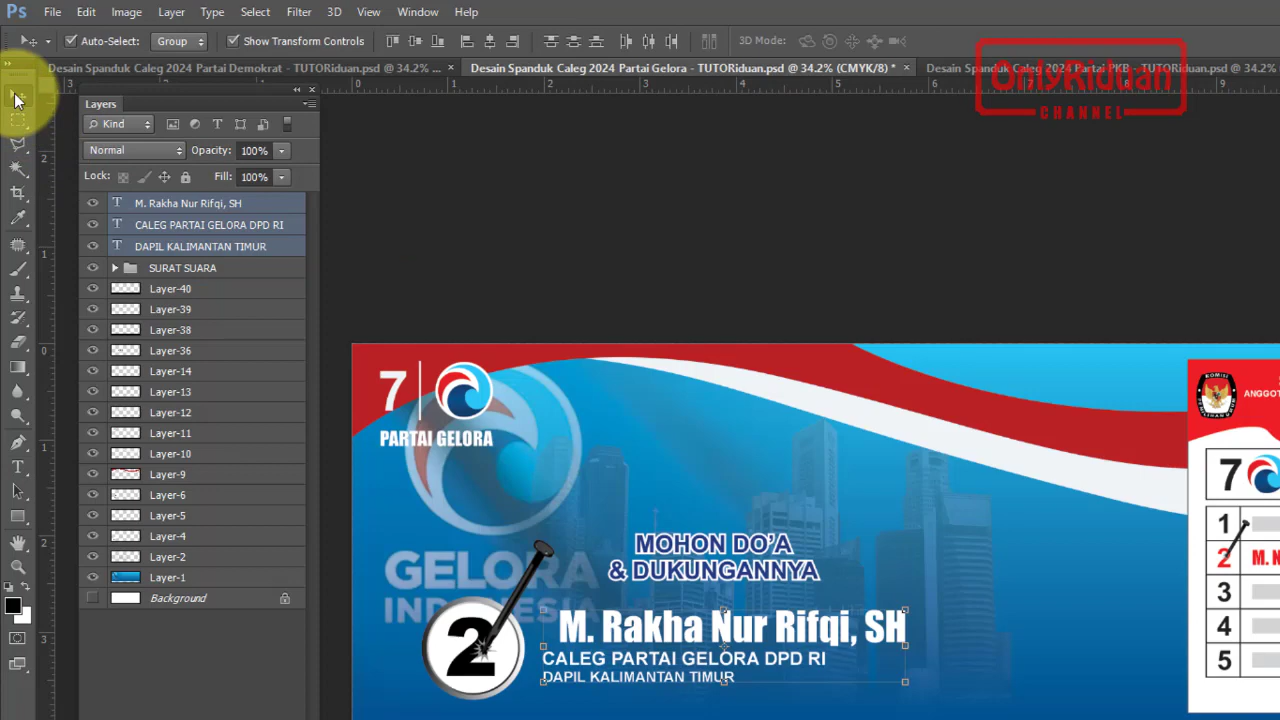 Ps File Edit Image Layer Type Select Filter 3D View Window Help
Auto-Select: Group Show Transform Controls 3D Mode:
Desain Spanduk Caleg 2024 Partai Demokrat - TUTORiduan.psd @ 34.2% ... × Desain Spanduk Caleg 2024 Partai Gelora - TUTORiduan.psd @ 34.2% (CMYK/8) * × Desain Spanduk Caleg 2024 Partai PKB - TUTORiduan.psd @ 34.2%
OnlyRiduan
CHANNEL
Layers
Kind
Normal Opacity: 100%
Lock: Fill: 100%
M. Rakha Nur Rifqi, SH
CALEG PARTAI GELORA DPD RI
DAPIL KALIMANTAN TIMUR
SURAT SUARA
Layer-40
Layer-39
Layer-38
Layer-36
Layer-14
Layer-13
Layer-12
Layer-11
Layer-10
Layer-9
Layer-6
Layer-5
Layer-4
Layer-2
Layer-1
Background
7
PARTAI GELORA
GELORA
INDONESIA
MOHON DO'A
& DUKUNGANNYA
2
M. Rakha Nur Rifqi, SH
CALEG PARTAI GELORA DPD RI
DAPIL KALIMANTAN TIMUR
KOMISI
PEMILIHAN UMUM
ANGGOT
7
1
2 M. N
3
4
5